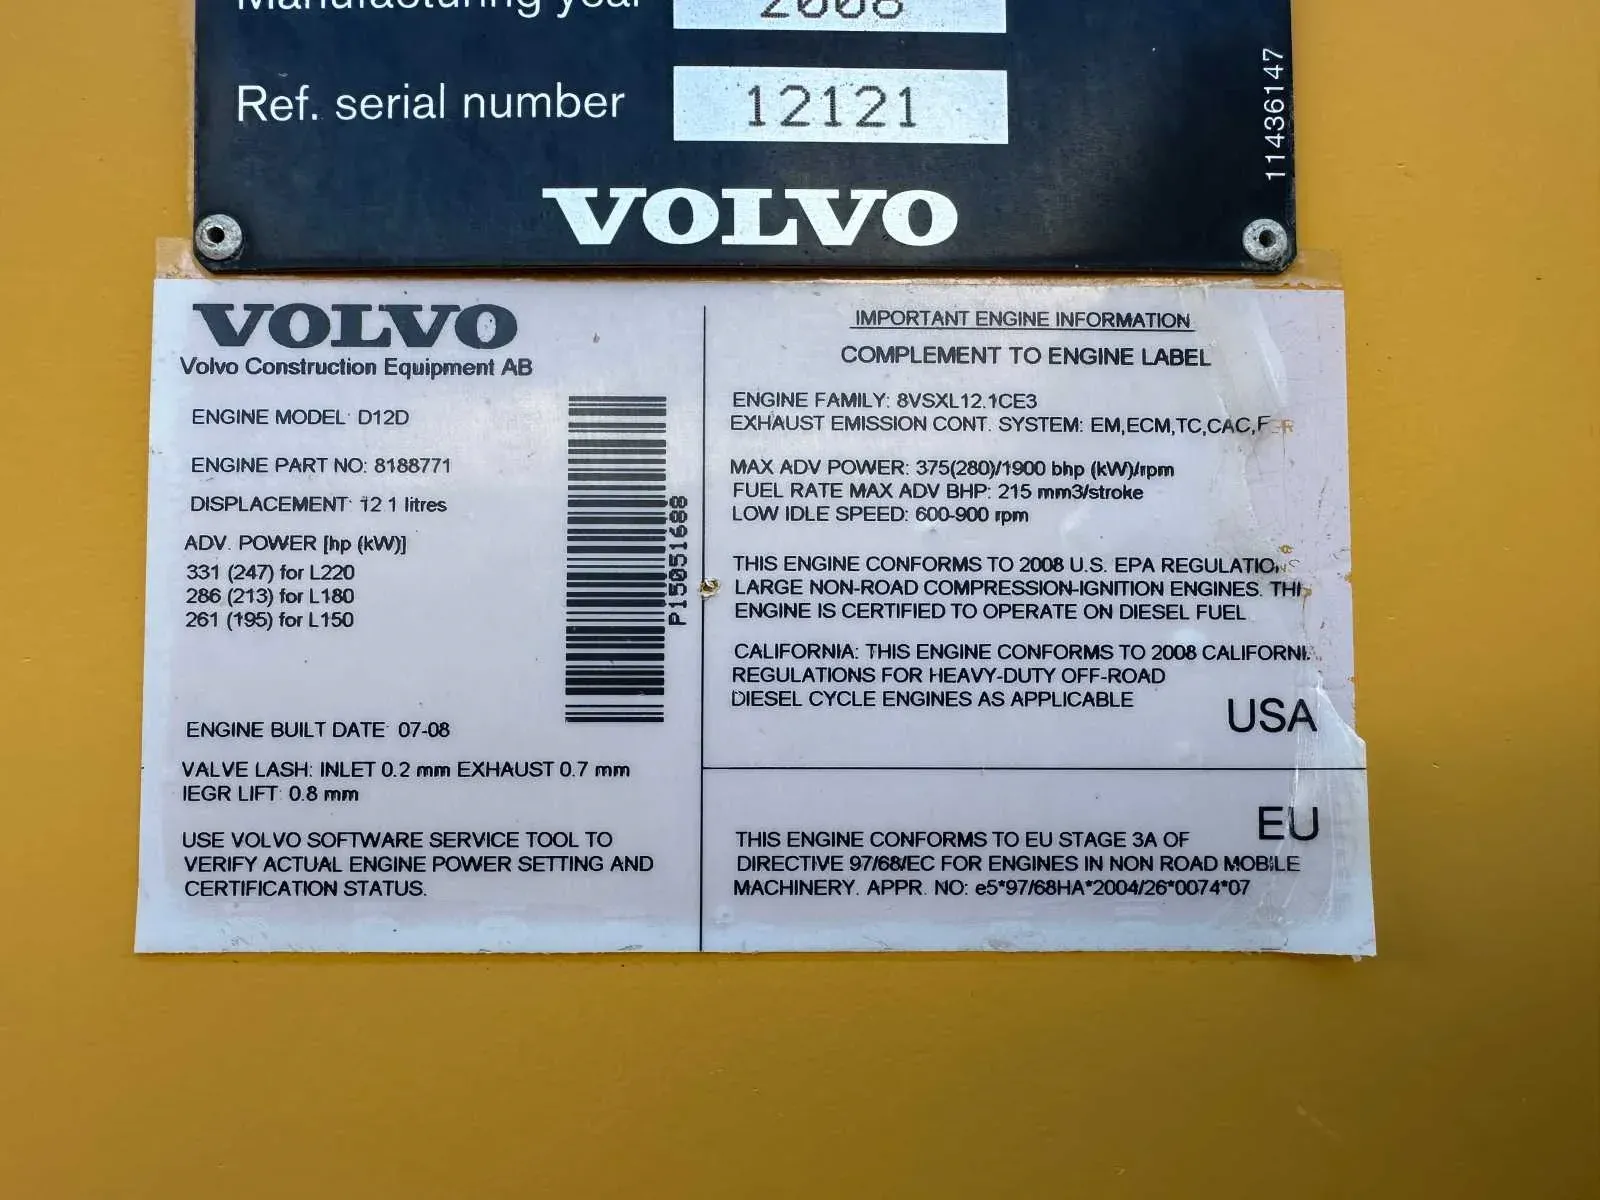 Manufacturing year 2008
Ref. serial number 12121
11436147
VOLVO
VOLVO
Volvo Construction Equipment AB
ENGINE MODEL: D12D
ENGINE PART NO: 8188771
DISPLACEMENT: 12.1 litres
ADV. POWER [hp (kW)]
331 (247) for L220
286 (213) for L180
261 (195) for L150
P15051688
ENGINE BUILT DATE: 07-08
VALVE LASH: INLET 0.2 mm EXHAUST 0.7 mm
IEGR LIFT: 0.8 mm
USE VOLVO SOFTWARE SERVICE TOOL TO
VERIFY ACTUAL ENGINE POWER SETTING AND
CERTIFICATION STATUS.
IMPORTANT ENGINE INFORMATION
COMPLEMENT TO ENGINE LABEL
ENGINE FAMILY: 8VSXL12.1CE3
EXHAUST EMISSION CONT. SYSTEM: EM,ECM,TC,CAC,
MAX ADV POWER: 375(280)/1900 bhp (kW)/rpm
FUEL RATE MAX ADV BHP: 215 mm3/stroke
LOW IDLE SPEED: 600-900 rpm
THIS ENGINE CONFORMS TO 2008 U.S. EPA REGULATIONS
LARGE NON-ROAD COMPRESSION-IGNITION ENGINES. THI
ENGINE IS CERTIFIED TO OPERATE ON DIESEL FUEL
CALIFORNIA: THIS ENGINE CONFORMS TO 2008 CALIFORNI
REGULATIONS FOR HEAVY-DUTY OFF-ROAD
DIESEL CYCLE ENGINES AS APPLICABLE
USA
EU
THIS ENGINE CONFORMS TO EU STAGE 3A OF
DIRECTIVE 97/68/EC FOR ENGINES IN NON ROAD MOBILE
MACHINERY. APPR. NO: e5*97/68HA*2004/26*0074*07